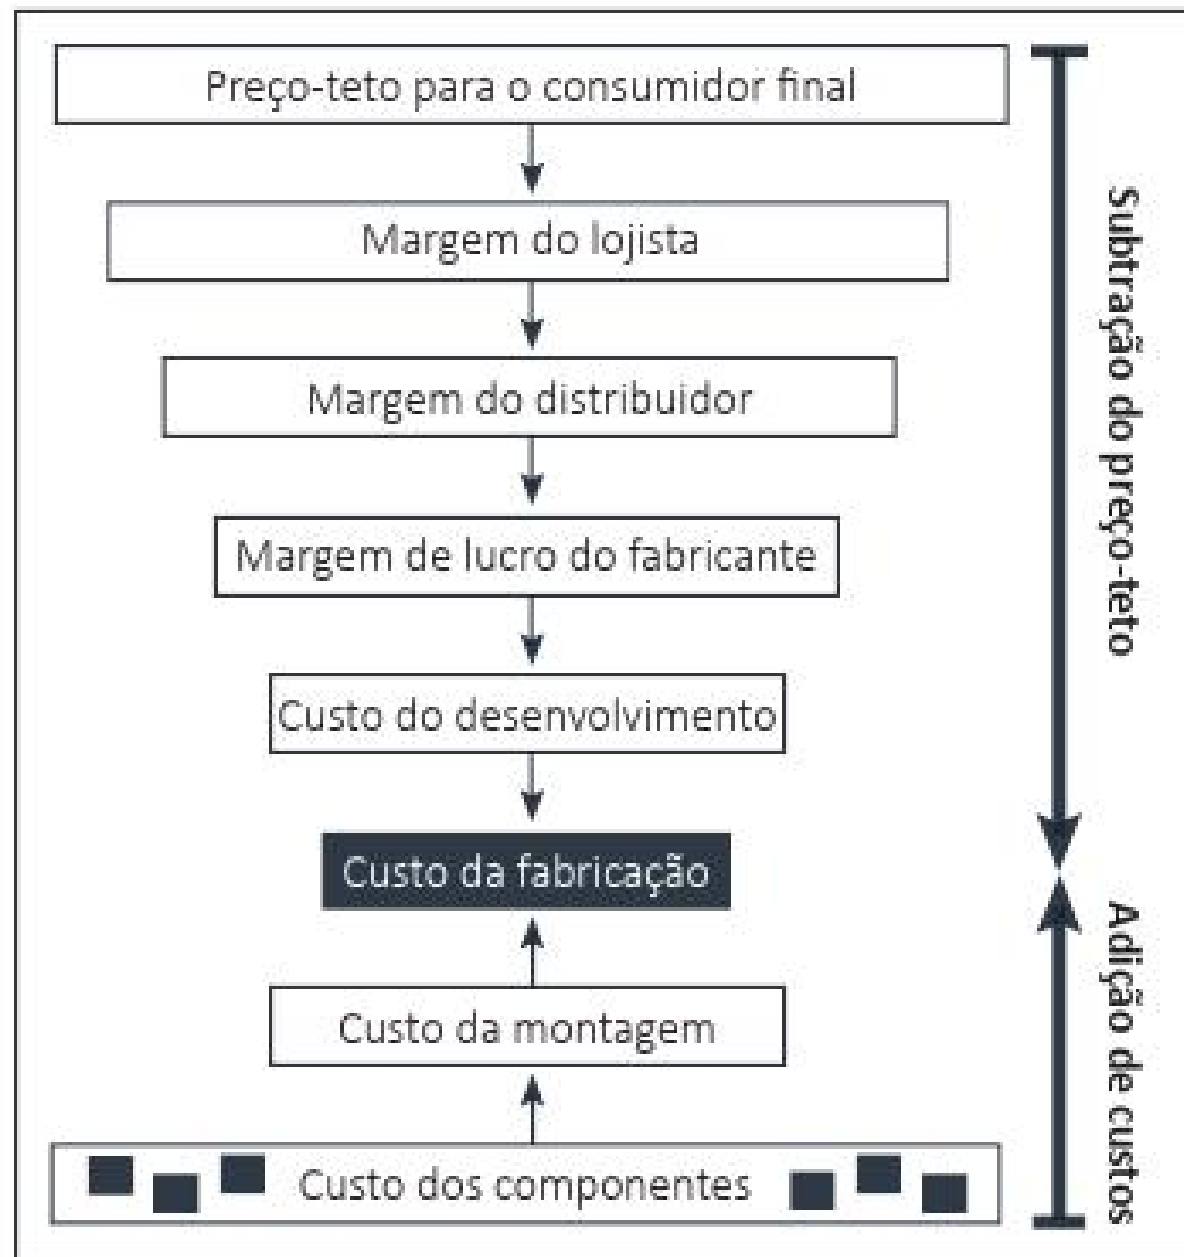 Preço-teto para o consumidor final
Margem do lojista
Margem do distribuidor
Margem de lucro do fabricante
Custo do desenvolvimento
Custo da fabricação
Custo da montagem
Custo dos componentes
Subtração do preço-teto
Adição de custos